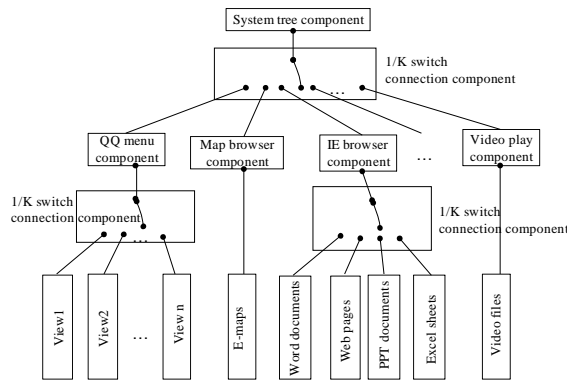 System tree component
1/K switch
connection component
...
QQ menu
component
Map browser
component
IE browser
component
...
Video play
component
1/K switch
connection component
...
1/K switch
connection component
View1
View2
...
View n
E-maps
Word documents
Web pages
PPT documents
Excel sheets
Video files